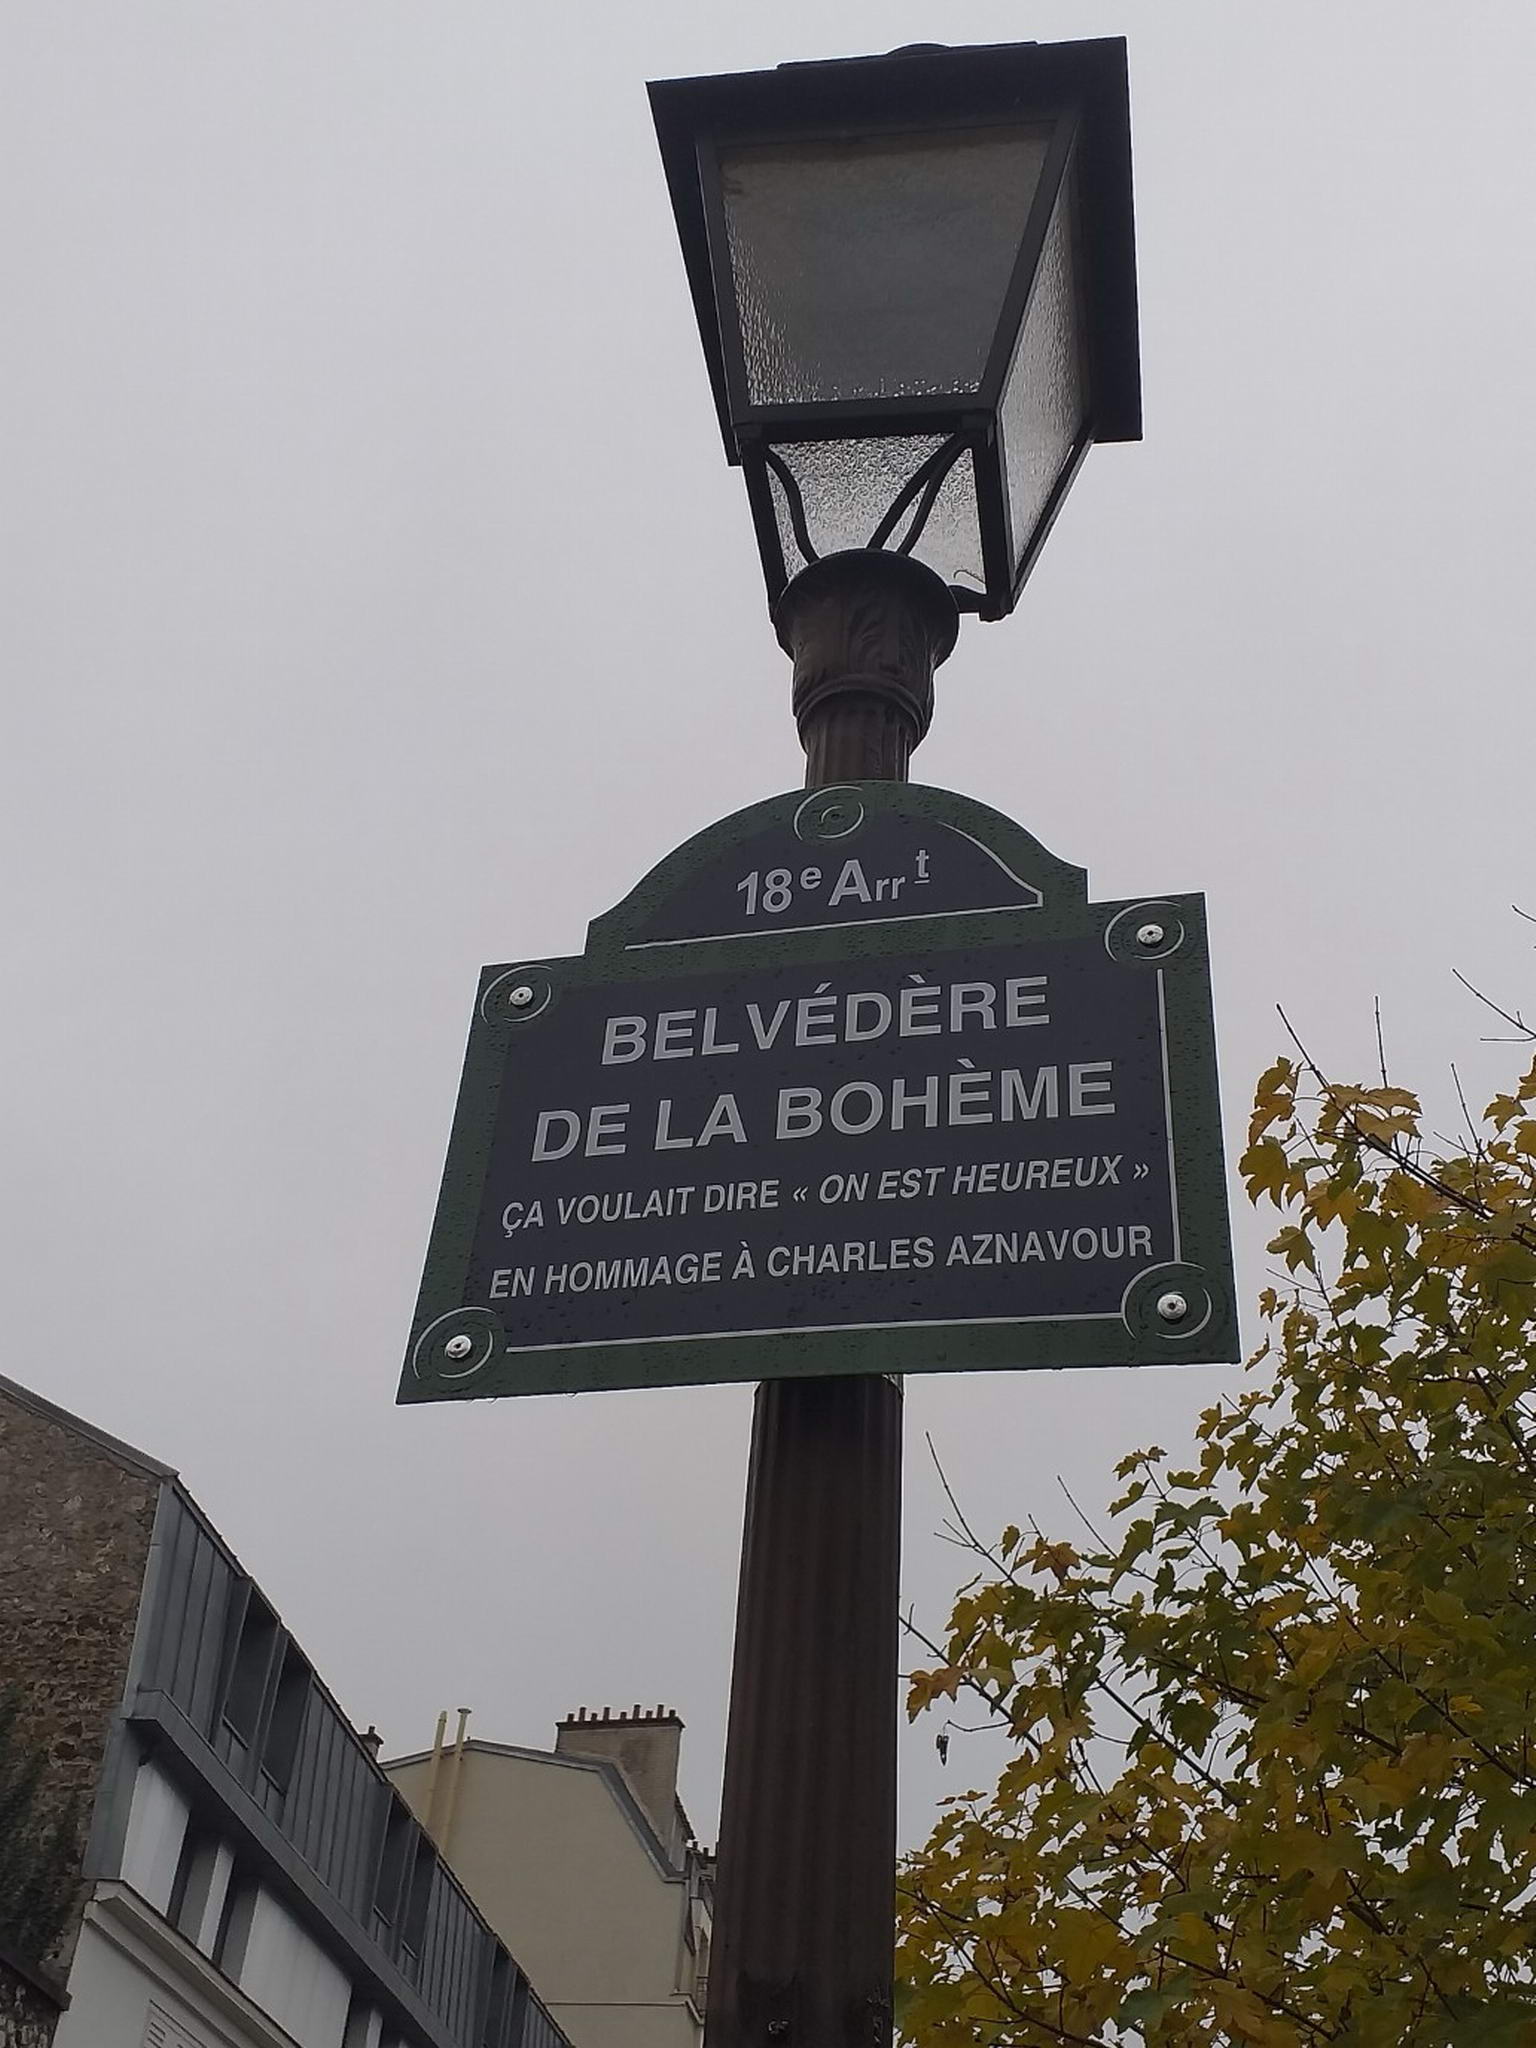 18e Arrt
BELVÉDÈRE
DE LA BOHÈME
ÇA VOULAIT DIRE « ON EST HEUREUX »
EN HOMMAGE À CHARLES AZNAVOUR